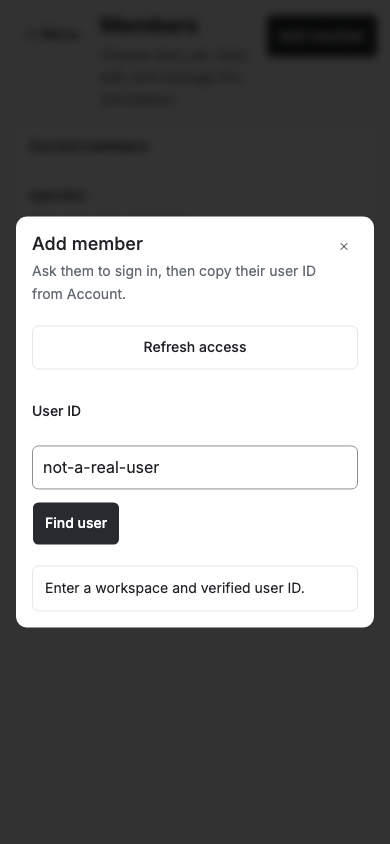 Members
Add member
Ask them to sign in, then copy their user ID
from Account.
Refresh access
User ID
not-a-real-user
Find user
Enter a workspace and verified user ID.